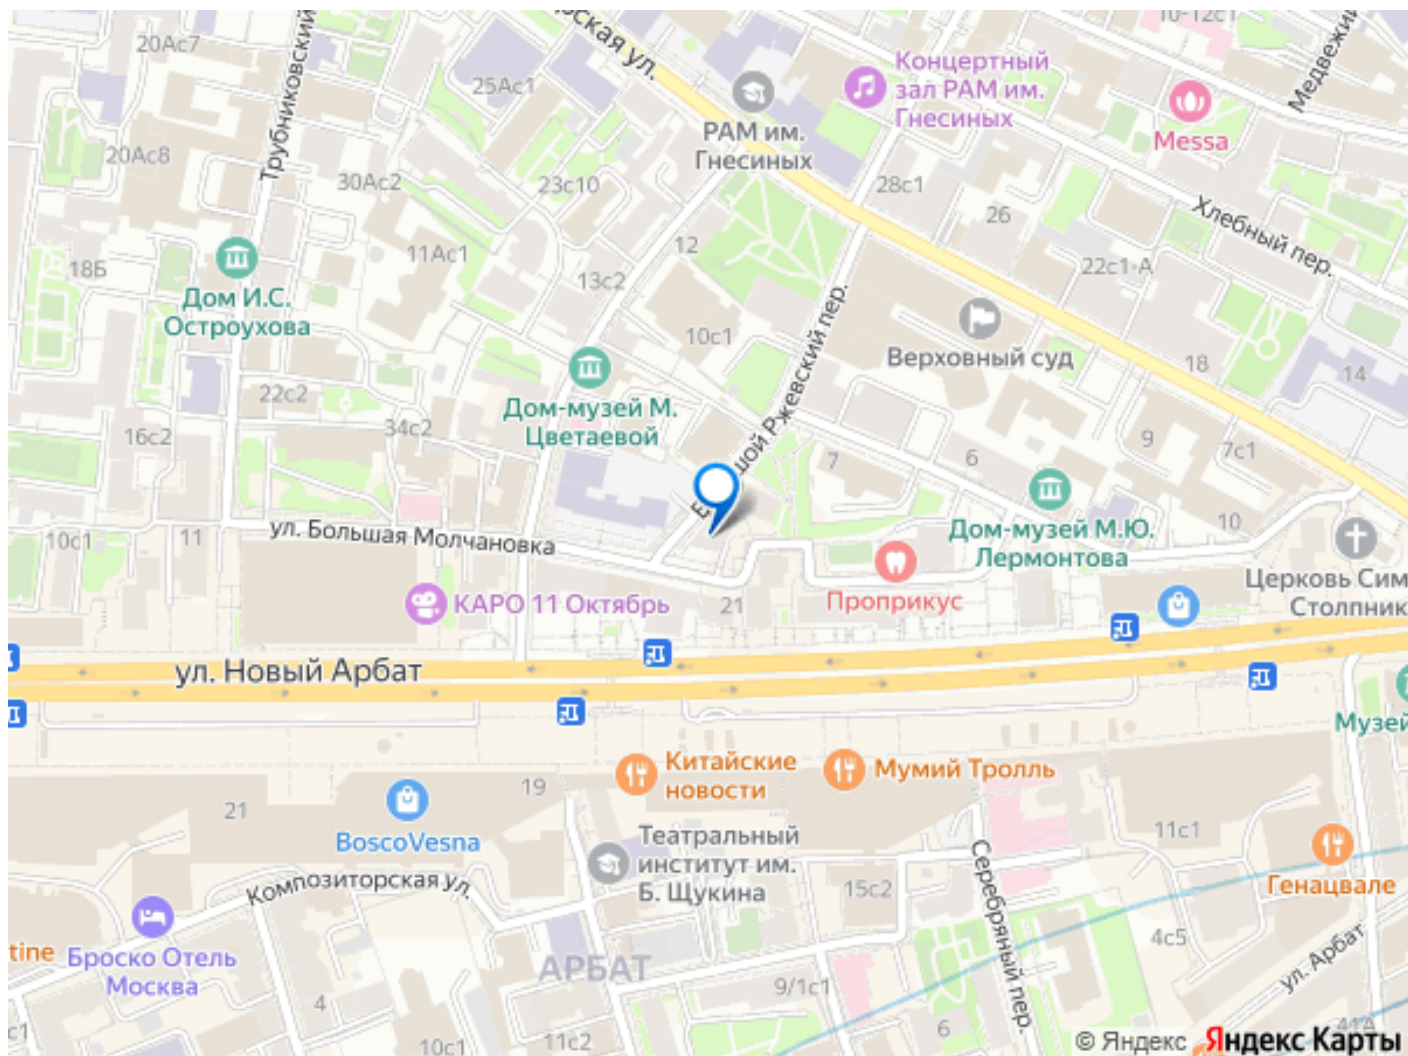 20Ас7
Трубниковский
25Ас1
рская ул.
РАМ им.
Гнесиных
Концертный
зал РАМ им.
Гнесиных
10-12с1
Медвежий
Messa
20Ас8
30Ас2
23с10
28с1
26
Хлебный пер.
18Б
Дом И.С.
Остроухова
11Ас1
12
13с2
10с1
22с1-А
Верховный суд
18
14
Большой Ржевский пер.
22с2
34с2
Дом-музей М.
Цветаевой
16с2
7
6
9
7с1
10с1
11
ул. Большая Молчановка
Дом-музей М.Ю.
Лермонтова
10
Церковь Сим
Столпник
Проприкус
КАРО 11 Октябрь
21
ул. Новый Арбат
Музей
Китайские
новости
Мумий Тролль
19
21
BoscoVesna
Театральный
институт им.
Б. Щукина
11с1
Генацвале
Композиторская ул.
15с2
Серебряный пер.
tine
Броско Отель
Москва
АРБАТ
4с5
ул. Арбат
4
9/1с1
6
41А
10с1
11с2
© Яндекс Яндекс Карты